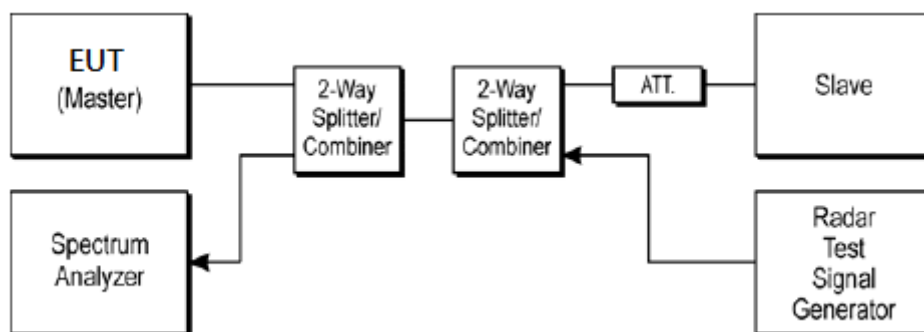 EUT
(Master)
2-Way
Splitter/
Combiner
2-Way
Splitter/
Combiner
ATT.
Slave
Spectrum
Analyzer
Radar
Test
Signal
Generator